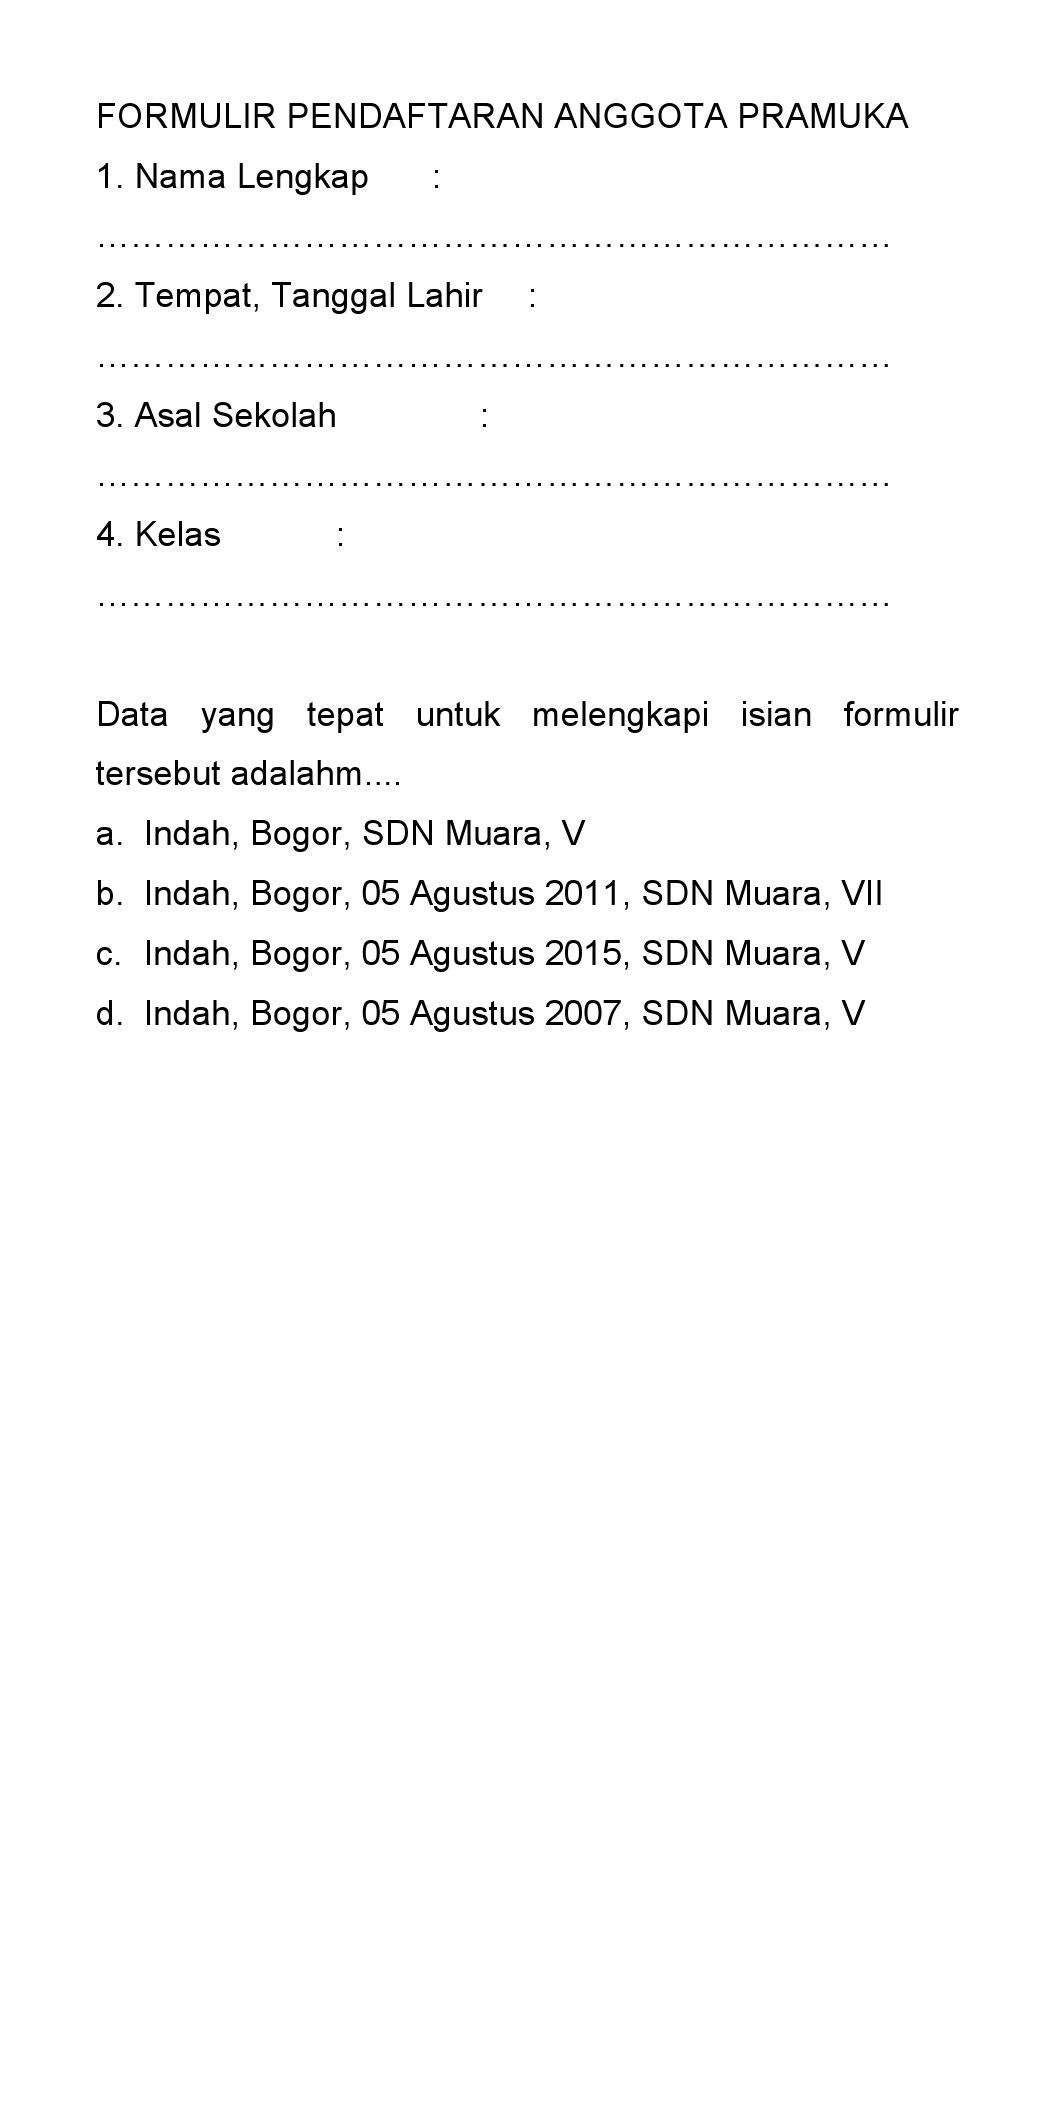 FORMULIR PENDAFTARAN ANGGOTA PRAMUKA
1. Nama Lengkap :
……………………………………………………………
2. Tempat, Tanggal Lahir :
……………………………………………………………
3. Asal Sekolah :
……………………………………………………………
4. Kelas :
……………………………………………………………
Data yang tepat untuk melengkapi isian formulir
tersebut adalahm....
a. Indah, Bogor, SDN Muara, V
b. Indah, Bogor, 05 Agustus 2011, SDN Muara, VII
c. Indah, Bogor, 05 Agustus 2015, SDN Muara, V
d. Indah, Bogor, 05 Agustus 2007, SDN Muara, V